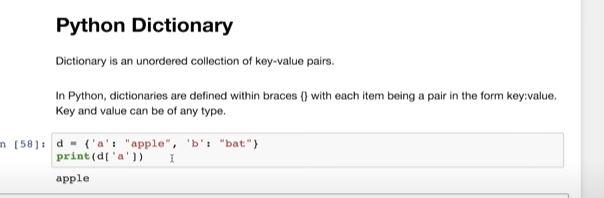 Python Dictionary
Dictionary is an unordered collection of key-value pairs.
In Python, dictionaries are defined within braces {} with each item being a pair in the form key:value.
Key and value can be of any type.
n [58]: d = {'a': "apple", 'b': "bat"}
print(d['a'])
apple